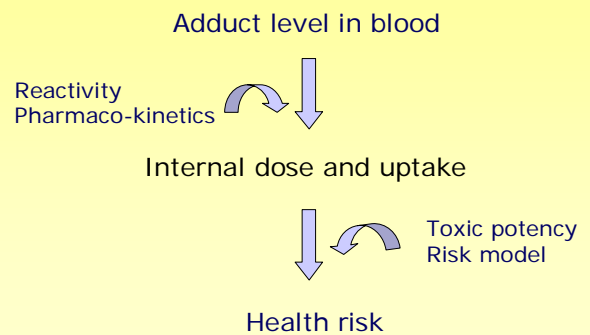 Adduct level in blood
Reactivity
Pharmaco-kinetics
Internal dose and uptake
Toxic potency
Risk model
Health risk